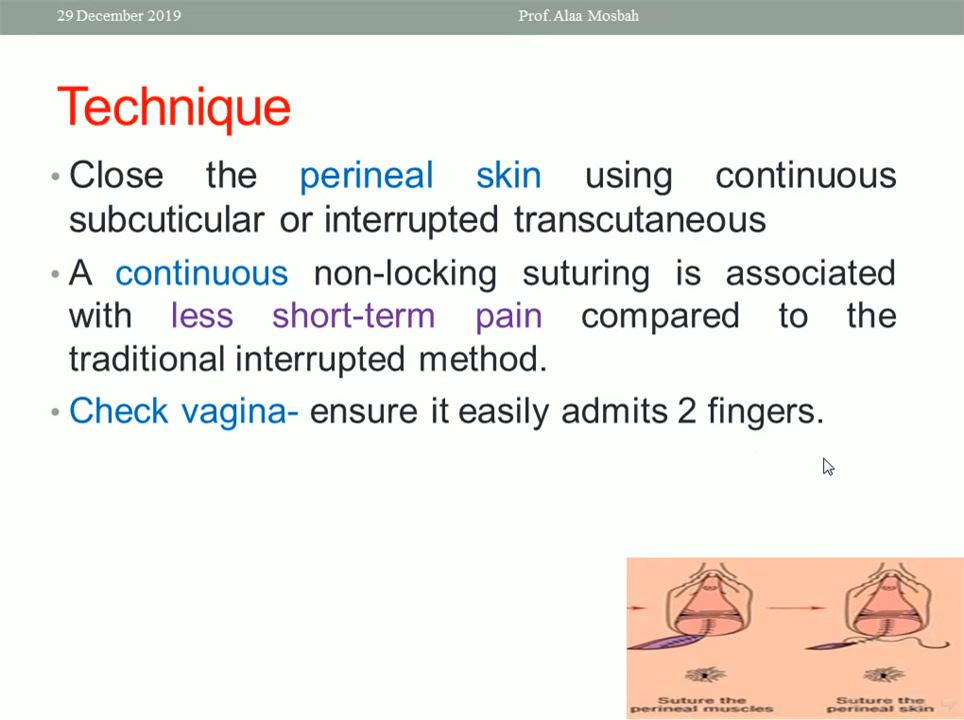 29 December 2019
Prof. Alaa Mosbah
Technique
• Close the perineal skin using continuous
subcuticular or interrupted transcutaneous
• A continuous non-locking suturing is associated
with less short-term pain compared to the
traditional interrupted method.
• Check vagina- ensure it easily admits 2 fingers.
Suture the
perineal muscles
Suture the
perineal skin